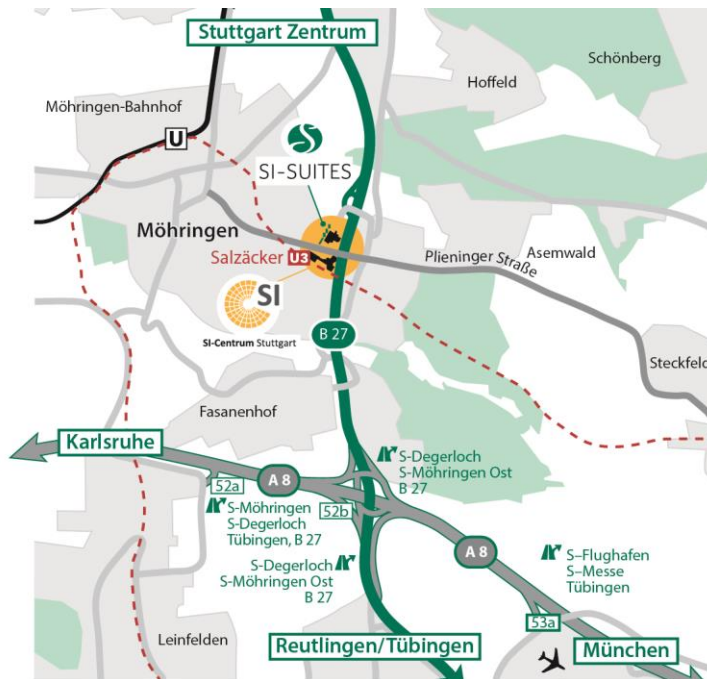 Stuttgart Zentrum
Schönberg
Hoffeld
Möhringen-Bahnhof
U
SI-SUITES
Möhringen
Salzäcker U3
Plieninger Straße
Asemwald
SI
SI-Centrum Stuttgart
B 27
Steckfeld
Fasanenhof
Karlsruhe
S-Degerloch
S-Möhringen Ost
B 27
52a
A 8
52b
S-Möhringen
S-Degerloch
Tübingen, B 27
A 8
S–Flughafen
S–Messe
Tübingen
S-Degerloch
S-Möhringen Ost
B 27
53a
Leinfelden
Reutlingen/Tübingen
München